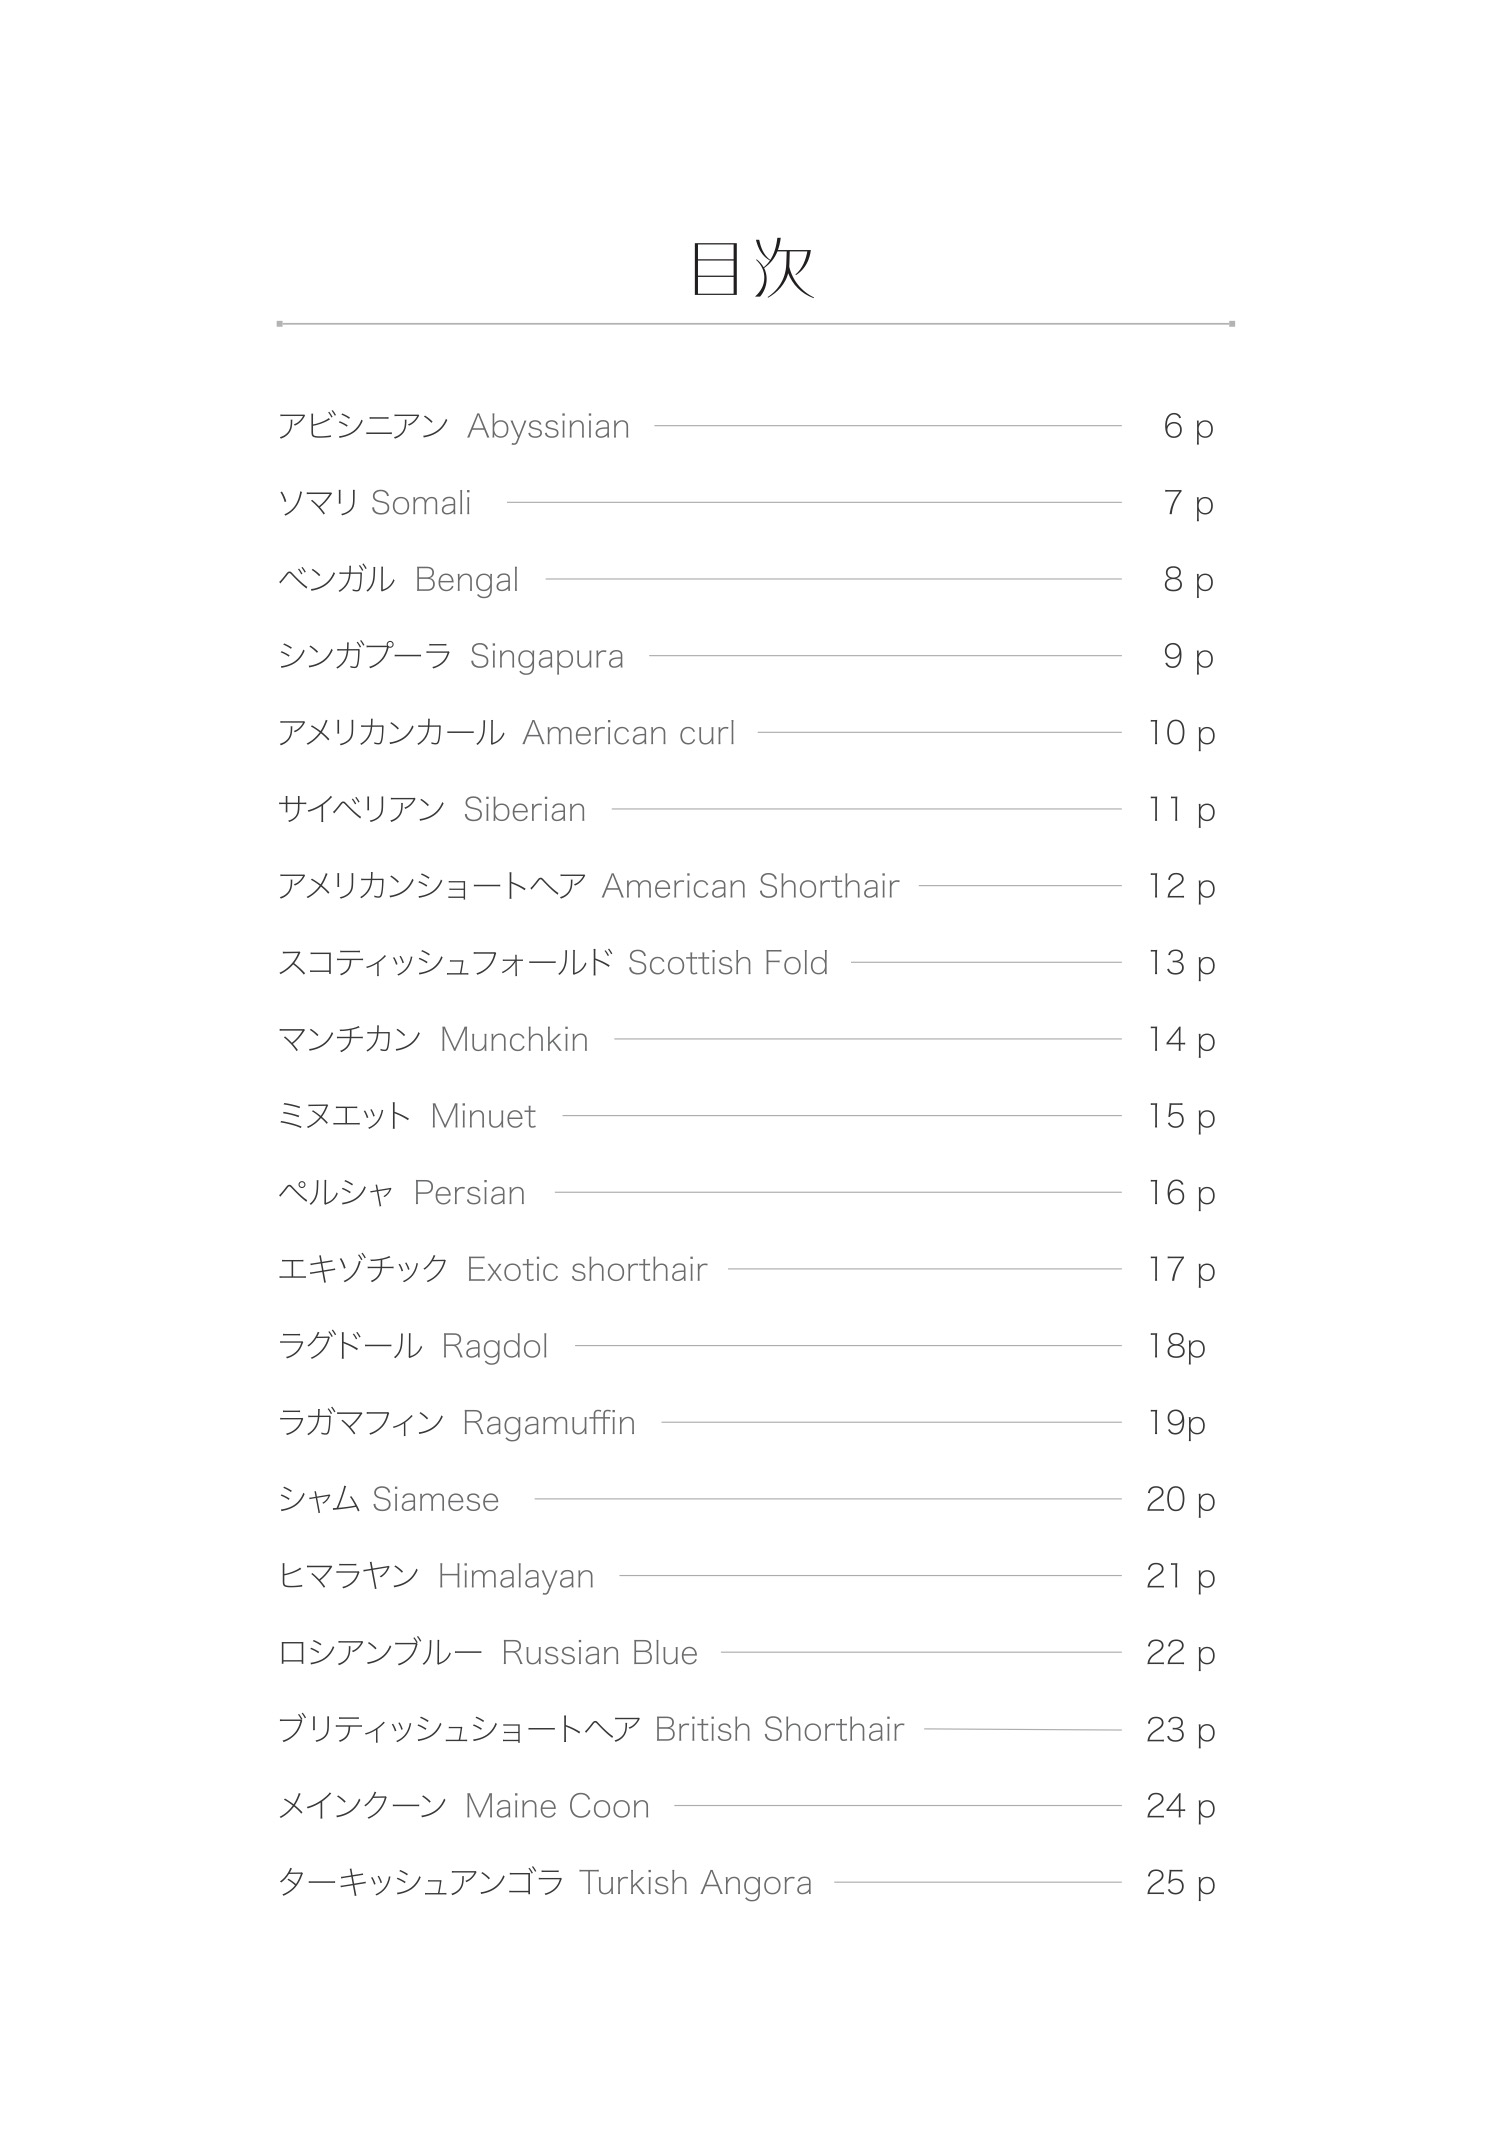 目次
アビシニアン Abyssinian 6 p
ソマリ Somali 7 p
ベンガル Bengal 8 p
シンガプーラ Singapura 9 p
アメリカンカール American curl 10 p
サイベリアン Siberian 11 p
アメリカンショートヘア American Shorthair 12 p
スコティッシュフォールド Scottish Fold 13 p
マンチカン Munchkin 14 p
ミヌエット Minuet 15 p
ペルシャ Persian 16 p
エキゾチック Exotic shorthair 17 p
ラグドール Ragdol 18p
ラガマフィン Ragamuffin 19p
シャム Siamese 20 p
ヒマラヤン Himalayan 21 p
ロシアンブルー Russian Blue 22 p
ブリティッシュショートヘア British Shorthair 23 p
メインクーン Maine Coon 24 p
ターキッシュアンゴラ Turkish Angora 25 p